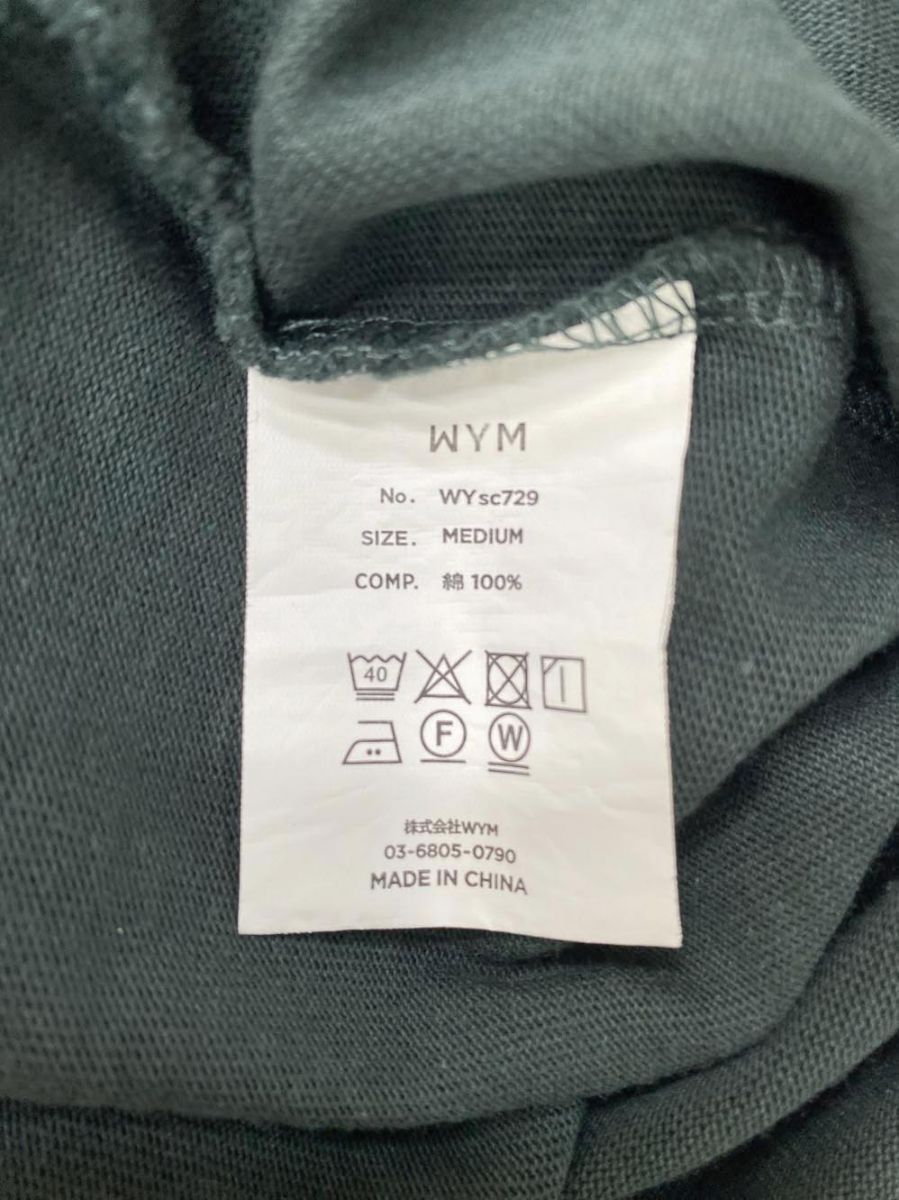 WYM
No. WYsc729
SIZE. MEDIUM
COMP. 綿 100%
40
F W
株式会社WYM
03-6805-0790
MADE IN CHINA